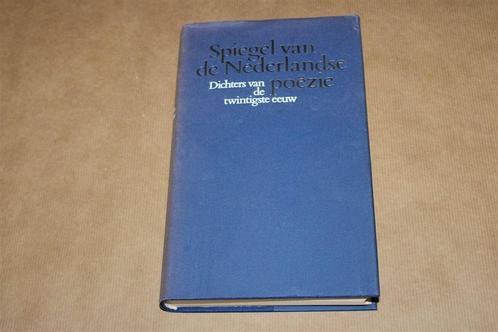 Spiegel van
de Nederlandse
poëzie
Dichters van
de
twintigste eeuw